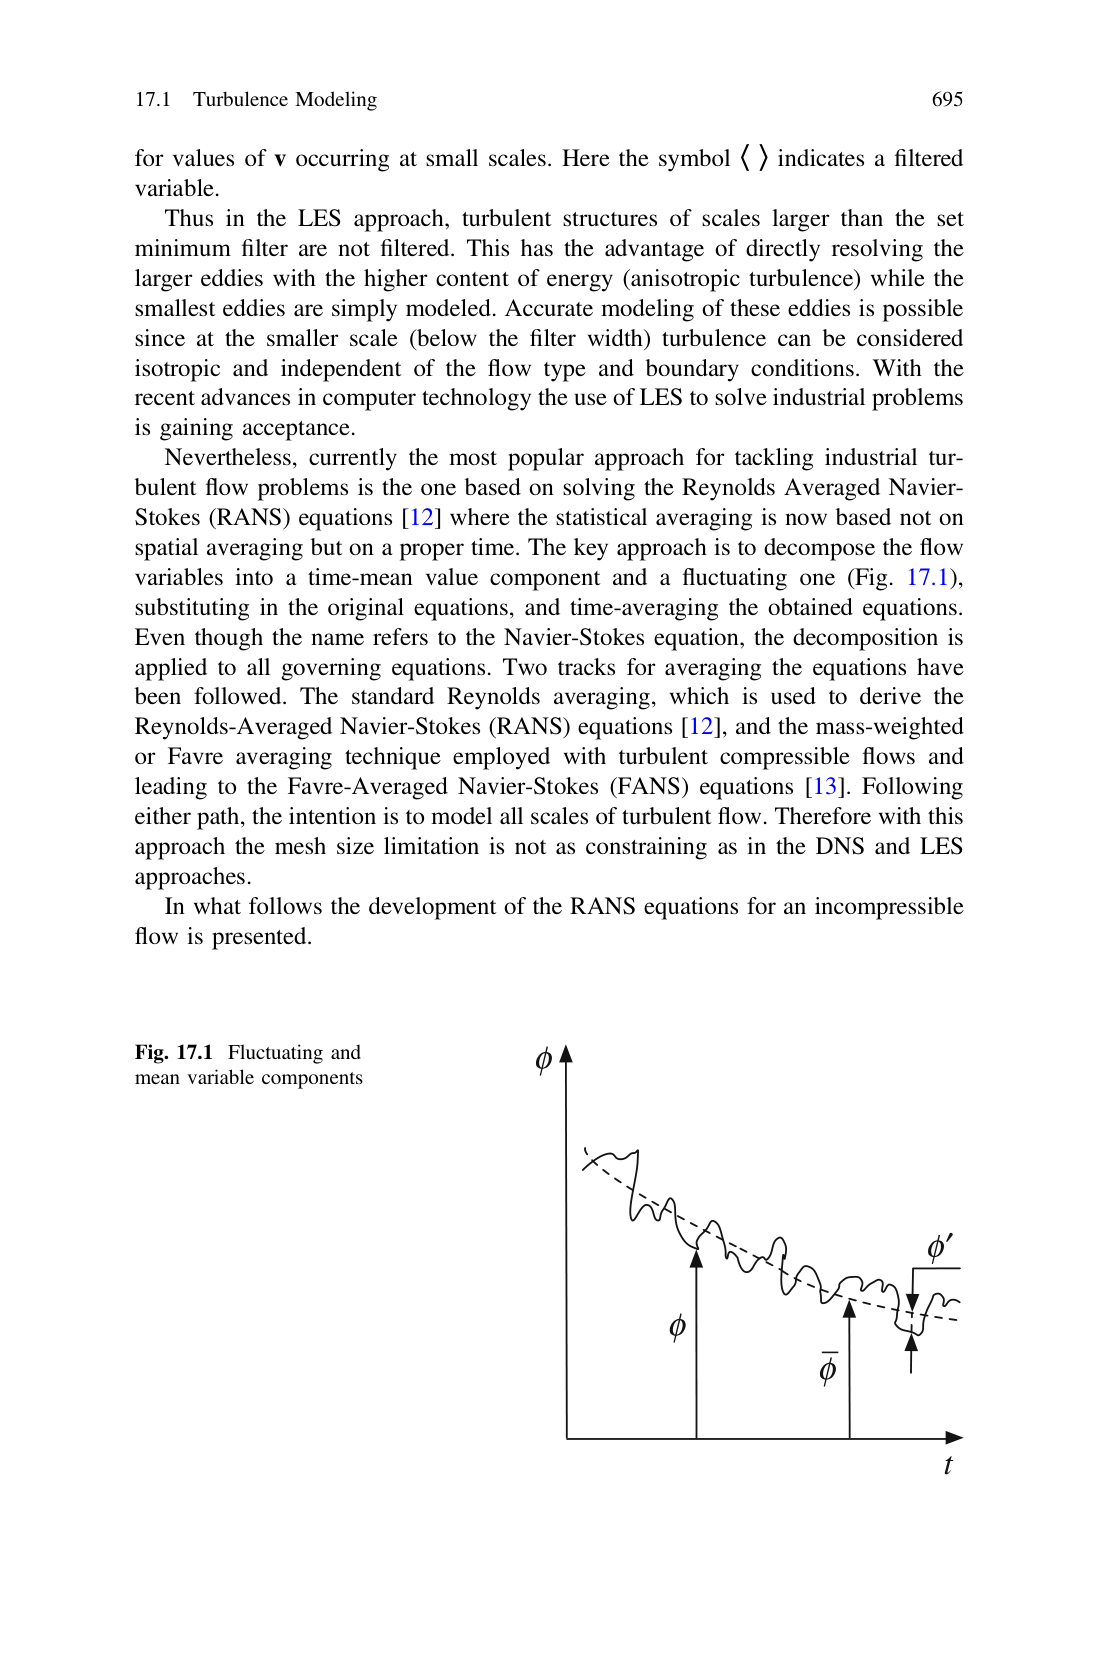 17.1 Turbulence Modeling 695
for values of v occurring at small scales. Here the symbol ⟨ ⟩ indicates a filtered
variable.
Thus in the LES approach, turbulent structures of scales larger than the set
minimum filter are not filtered. This has the advantage of directly resolving the
larger eddies with the higher content of energy (anisotropic turbulence) while the
smallest eddies are simply modeled. Accurate modeling of these eddies is possible
since at the smaller scale (below the filter width) turbulence can be considered
isotropic and independent of the flow type and boundary conditions. With the
recent advances in computer technology the use of LES to solve industrial problems
is gaining acceptance.
Nevertheless, currently the most popular approach for tackling industrial tur-
bulent flow problems is the one based on solving the Reynolds Averaged Navier-
Stokes (RANS) equations [12] where the statistical averaging is now based not on
spatial averaging but on a proper time. The key approach is to decompose the flow
variables into a time-mean value component and a fluctuating one (Fig. 17.1),
substituting in the original equations, and time-averaging the obtained equations.
Even though the name refers to the Navier-Stokes equation, the decomposition is
applied to all governing equations. Two tracks for averaging the equations have
been followed. The standard Reynolds averaging, which is used to derive the
Reynolds-Averaged Navier-Stokes (RANS) equations [12], and the mass-weighted
or Favre averaging technique employed with turbulent compressible flows and
leading to the Favre-Averaged Navier-Stokes (FANS) equations [13]. Following
either path, the intention is to model all scales of turbulent flow. Therefore with this
approach the mesh size limitation is not as constraining as in the DNS and LES
approaches.
In what follows the development of the RANS equations for an incompressible
flow is presented.
Fig. 17.1 Fluctuating and
mean variable components
ϕ
ϕ′
ϕ
ϕ̅
t